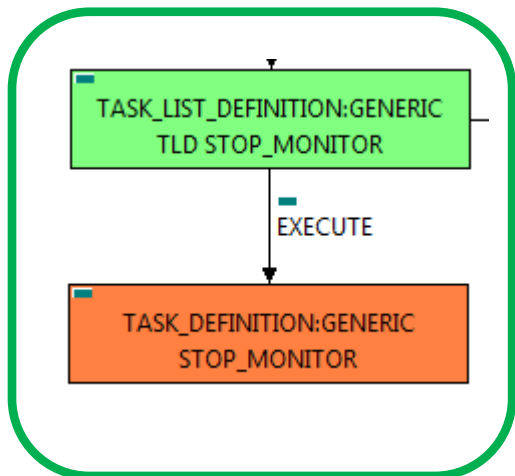 TASK_LIST_DEFINITION:GENERIC
TLD STOP_MONITOR
EXECUTE
TASK_DEFINITION:GENERIC
STOP_MONITOR